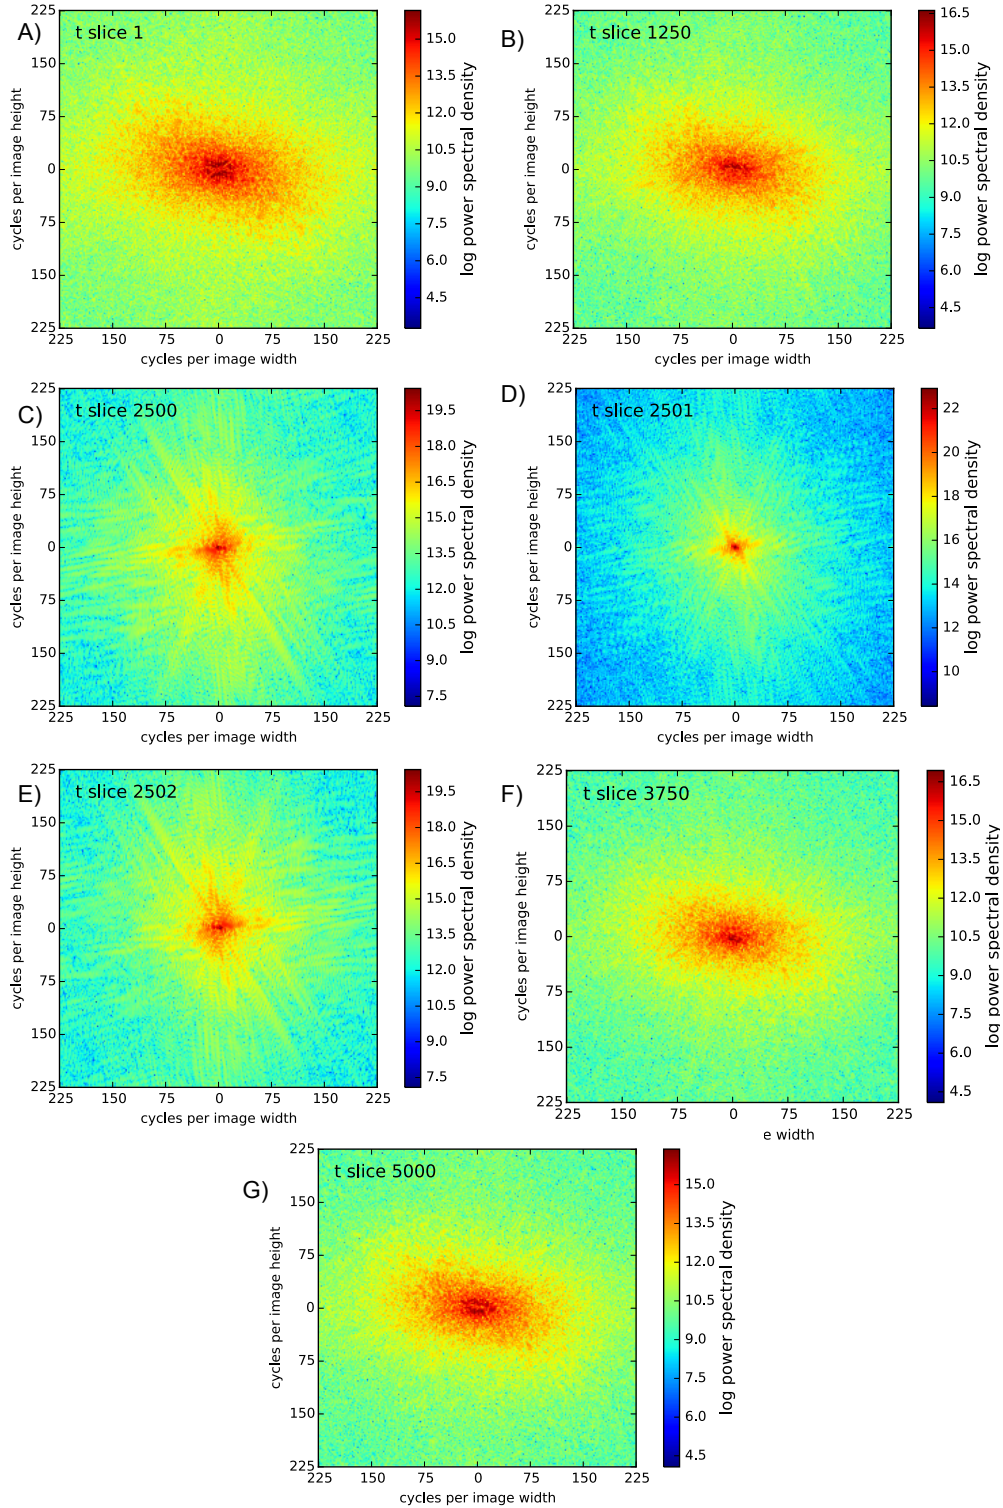 A)
t slice 1
225
150
75
0
75
150
225
225 150 75 0 75 150 225
cycles per image width
cycles per image height
15.0
13.5
12.0
10.5
9.0
7.5
6.0
4.5
log power spectral density
B)
t slice 1250
225
150
75
0
75
150
225
225 150 75 0 75 150 225
cycles per image width
cycles per image height
16.5
15.0
13.5
12.0
10.5
9.0
7.5
6.0
4.5
log power spectral density
C)
t slice 2500
225
150
75
0
75
150
225
225 150 75 0 75 150 225
cycles per image width
cycles per image height
19.5
18.0
16.5
15.0
13.5
12.0
10.5
9.0
7.5
log power spectral density
D)
t slice 2501
225
150
75
0
75
150
225
225 150 75 0 75 150 225
cycles per image width
cycles per image height
22
20
18
16
14
12
10
log power spectral density
E)
t slice 2502
225
150
75
0
75
150
225
225 150 75 0 75 150 225
cycles per image width
cycles per image height
19.5
18.0
16.5
15.0
13.5
12.0
10.5
9.0
7.5
log power spectral density
F)
t slice 3750
225
150
75
0
75
150
225
225 150 75 0 75 150 225
e width
cycles per image height
16.5
15.0
13.5
12.0
10.5
9.0
7.5
6.0
4.5
log power spectral density
G)
t slice 5000
225
150
75
0
75
150
225
225 150 75 0 75 150 225
cycles per image width
cycles per image height
15.0
13.5
12.0
10.5
9.0
7.5
6.0
4.5
log power spectral density